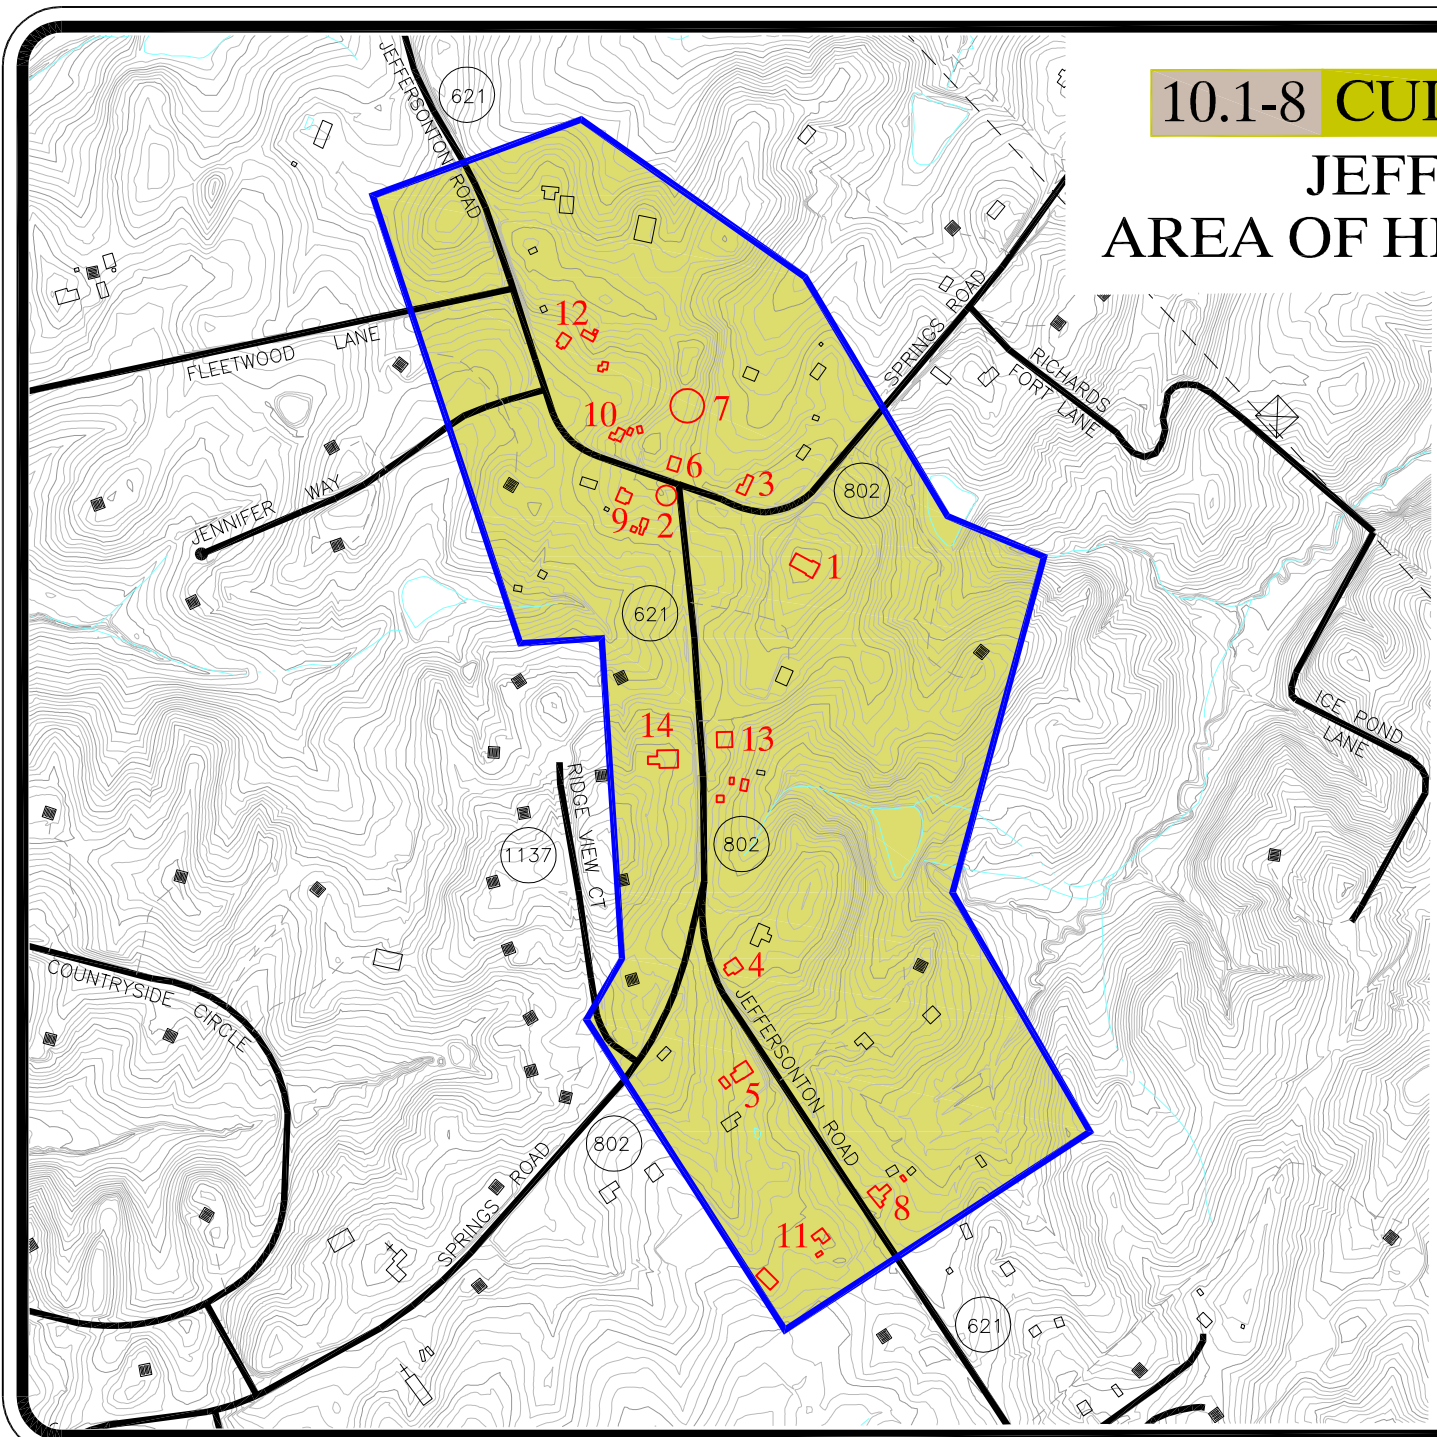 10.1-8 CUL
JEFF
AREA OF HI
JEFFERSONTON ROAD
621
SPRINGS ROAD
RICHARDS
FORT LANE
FLEETWOOD LANE
12
10
7
6
3
802
JENNIFER WAY
9
2
1
621
ICE POND
LANE
14
13
RIDGE VIEW CT
1137
802
COUNTRYSIDE CIRCLE
4
JEFFERSONTON ROAD
5
802
SPRINGS ROAD
8
11
621